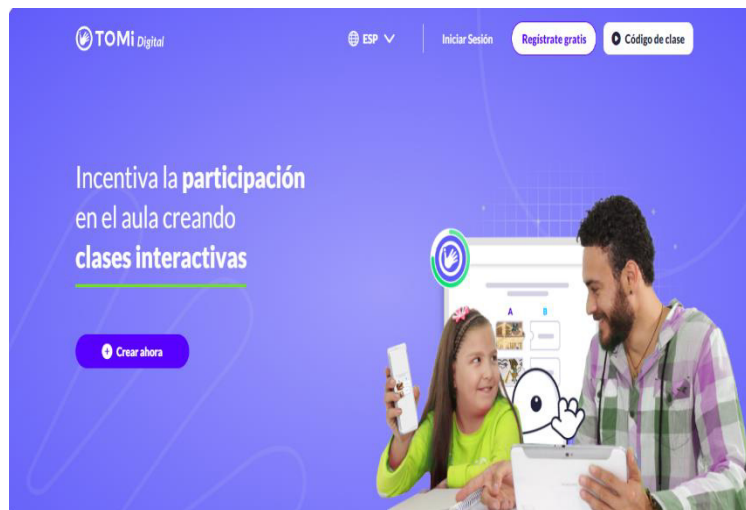 TOMi Digital
ESP
Iniciar Sesión
Regístrate gratis
Código de clase
Incentiva la participación
en el aula creando
clases interactivas
Crear ahora
A B